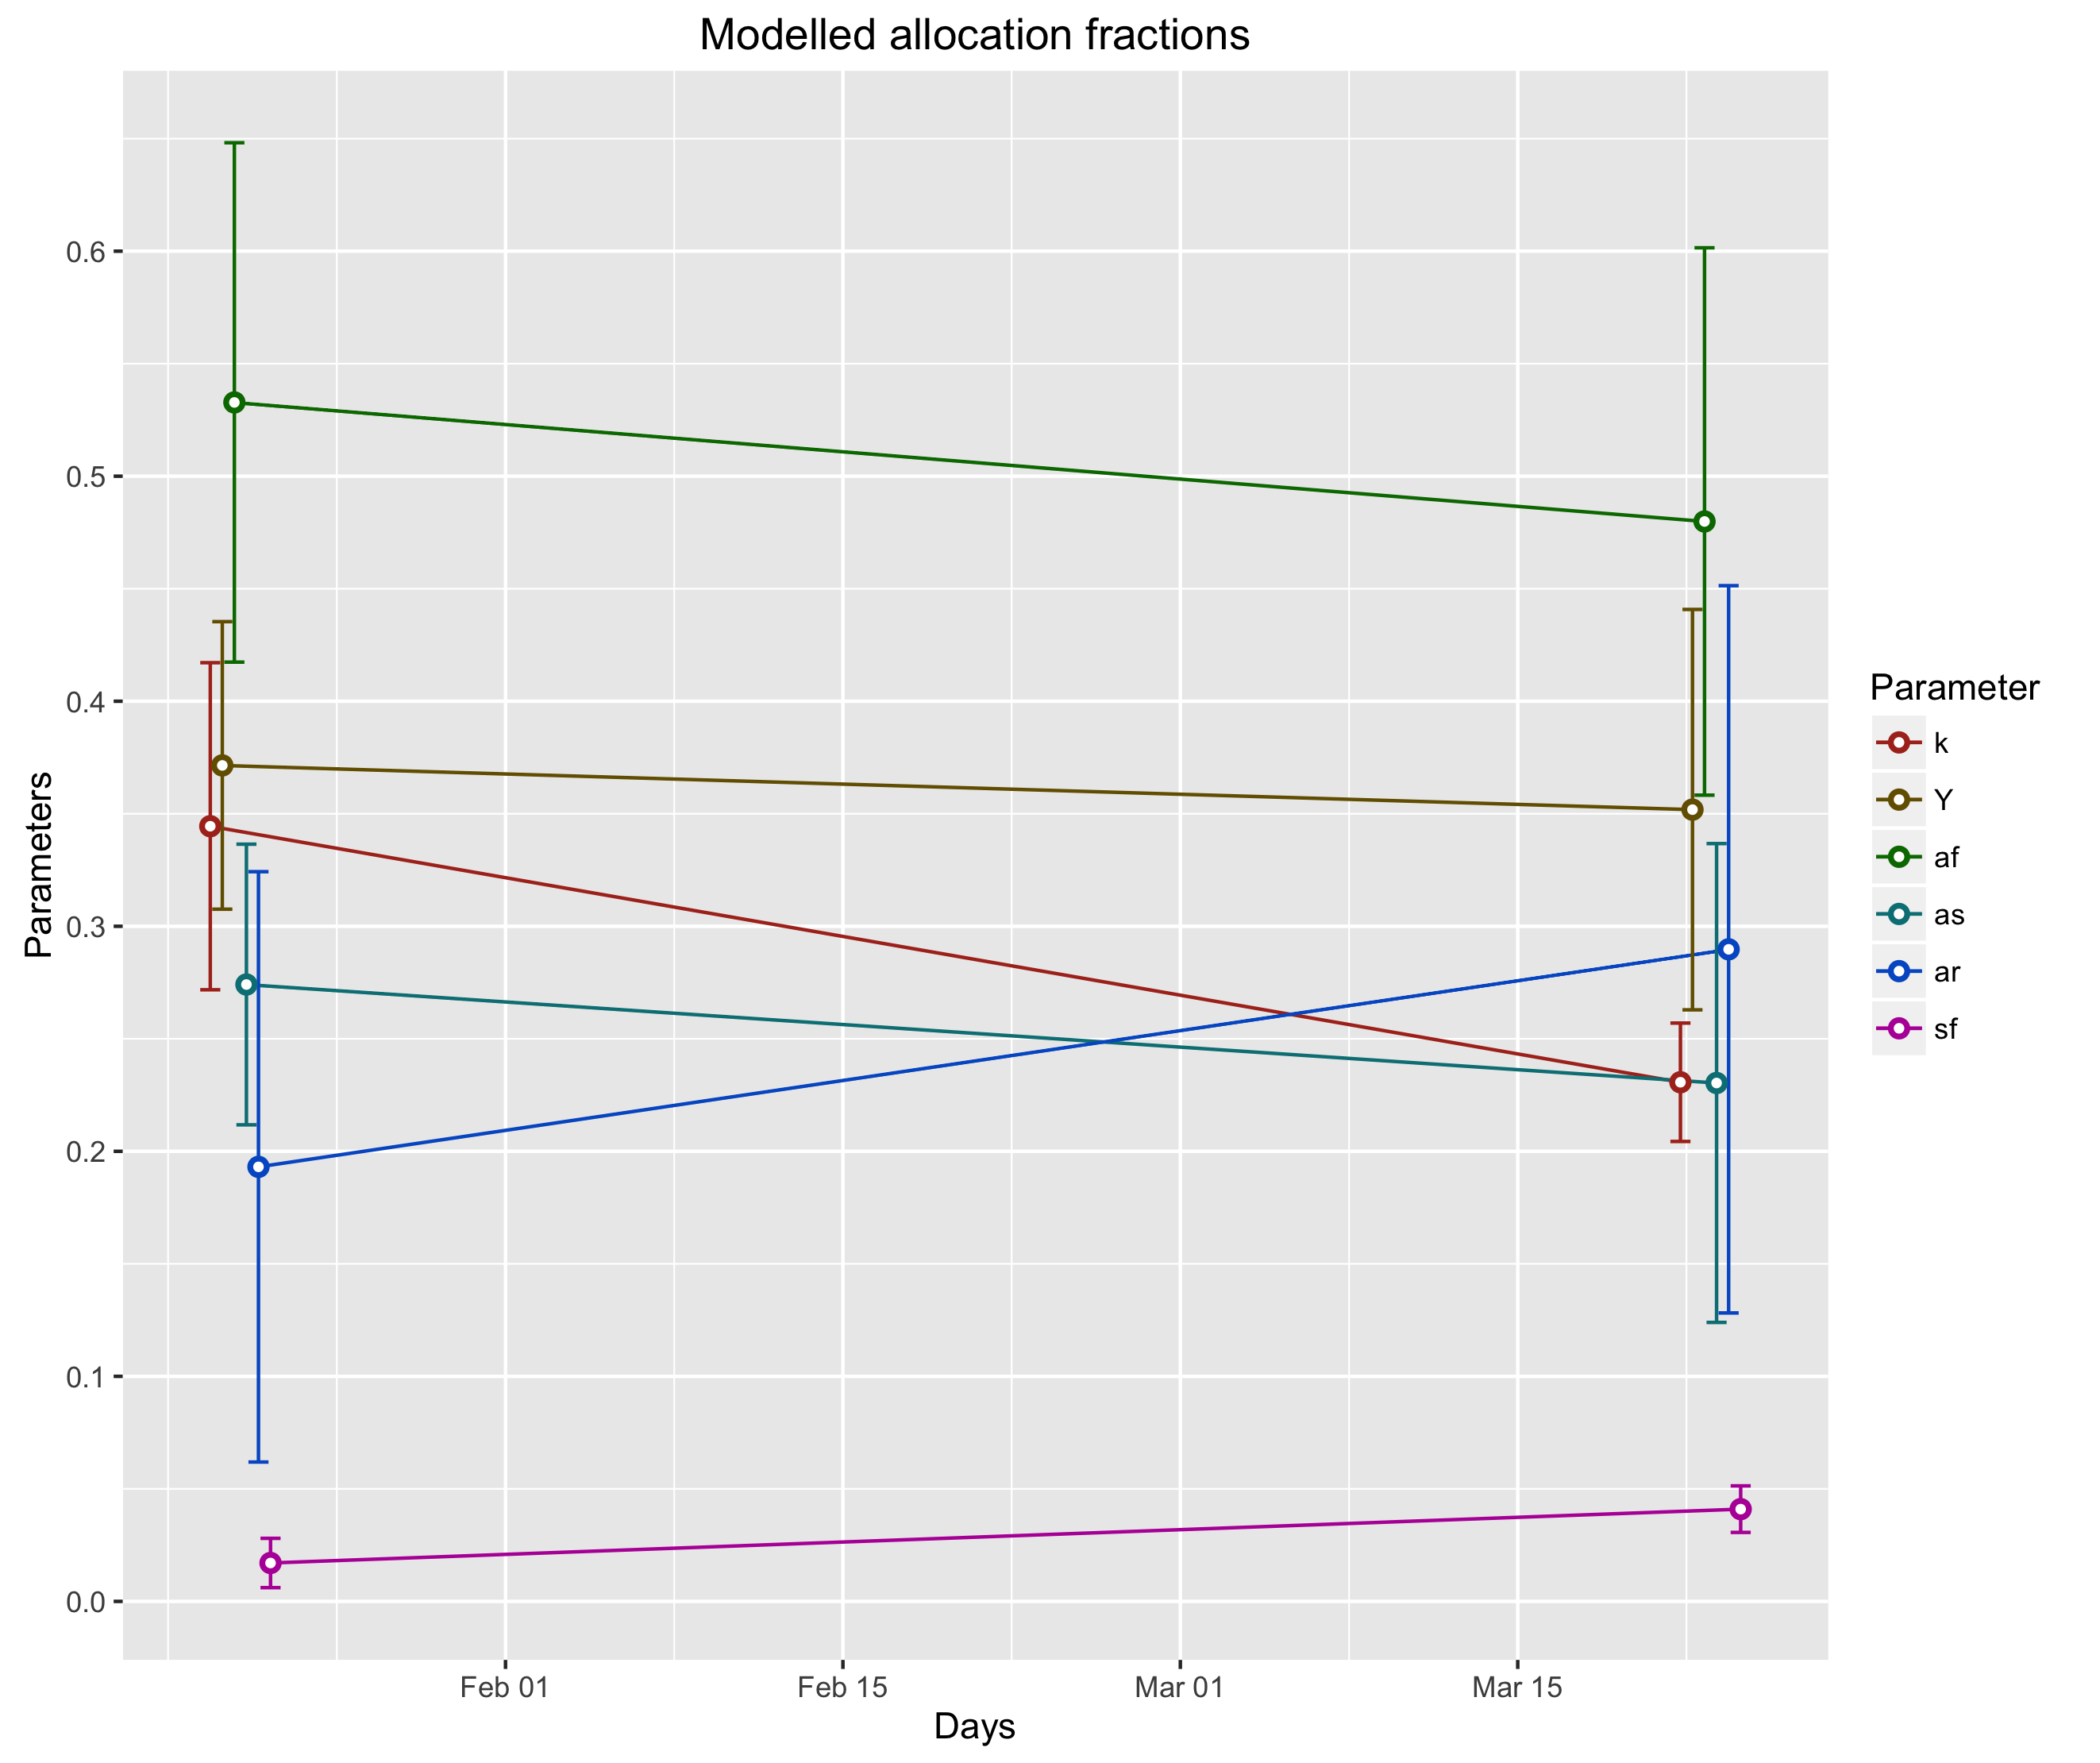 Modelled allocation fractions
Parameters
0.6
0.5
0.4
0.3
0.2
0.1
0.0
Feb 01
Feb 15
Mar 01
Mar 15
Days
Parameter
k
Y
af
as
ar
sf